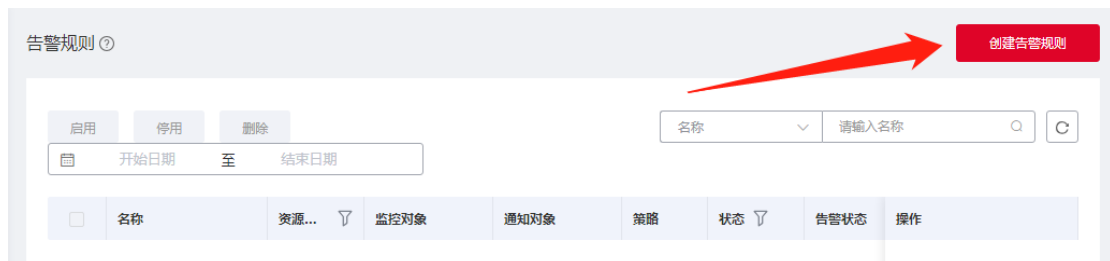 告警规则 ?
创建告警规则
启用 停用 删除
名称 请输入名称
开始日期 至 结束日期
名称 资源... 监控对象 通知对象 策略 状态 告警状态 操作